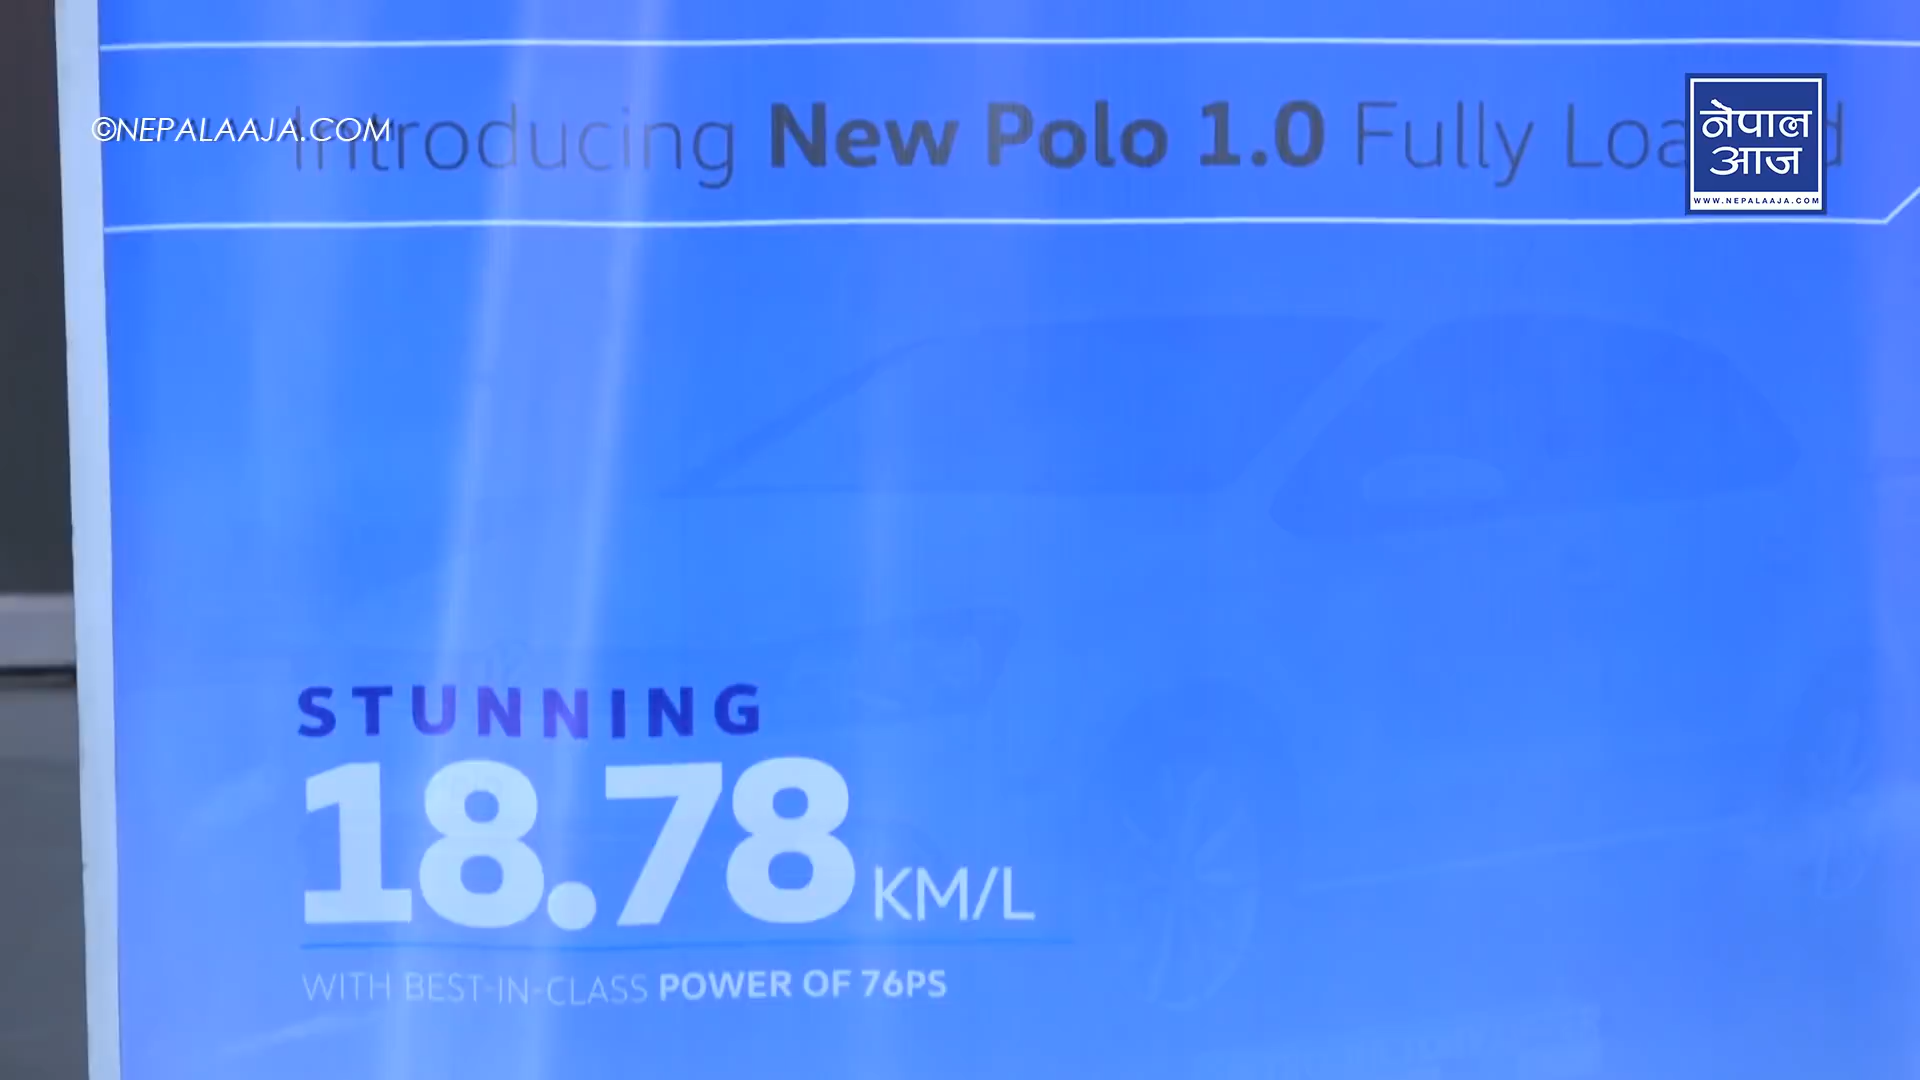 ©NEPALAAJA.COM
Introducing New Polo 1.0 Fully
नेपाल
आज
WWW.NEPALAAJA.COM
STUNNING
18.78 KM/L
WITH BEST-IN-CLASS POWER OF 76PS